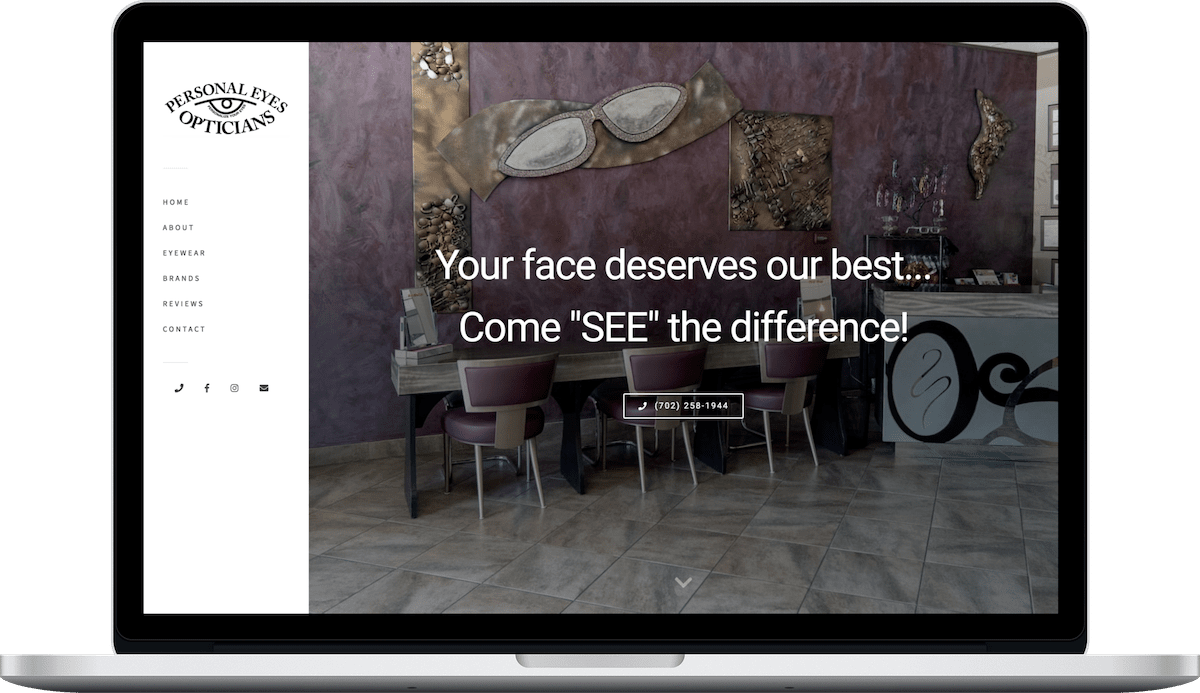 PERSONAL EYES
OPTICIANS
HOME
ABOUT
EYEWEAR
BRANDS
REVIEWS
CONTACT
Your face deserves our best...
Come "SEE" the difference!
(702) 258-1944